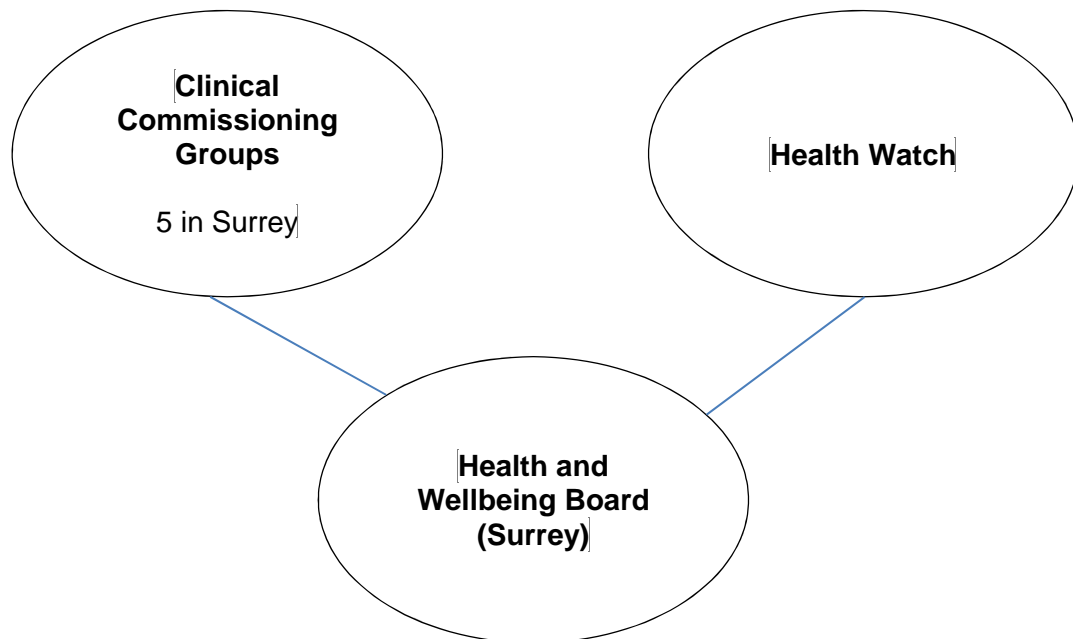 Clinical
Commissioning
Groups
5 in Surrey
Health Watch
Health and
Wellbeing Board
(Surrey)